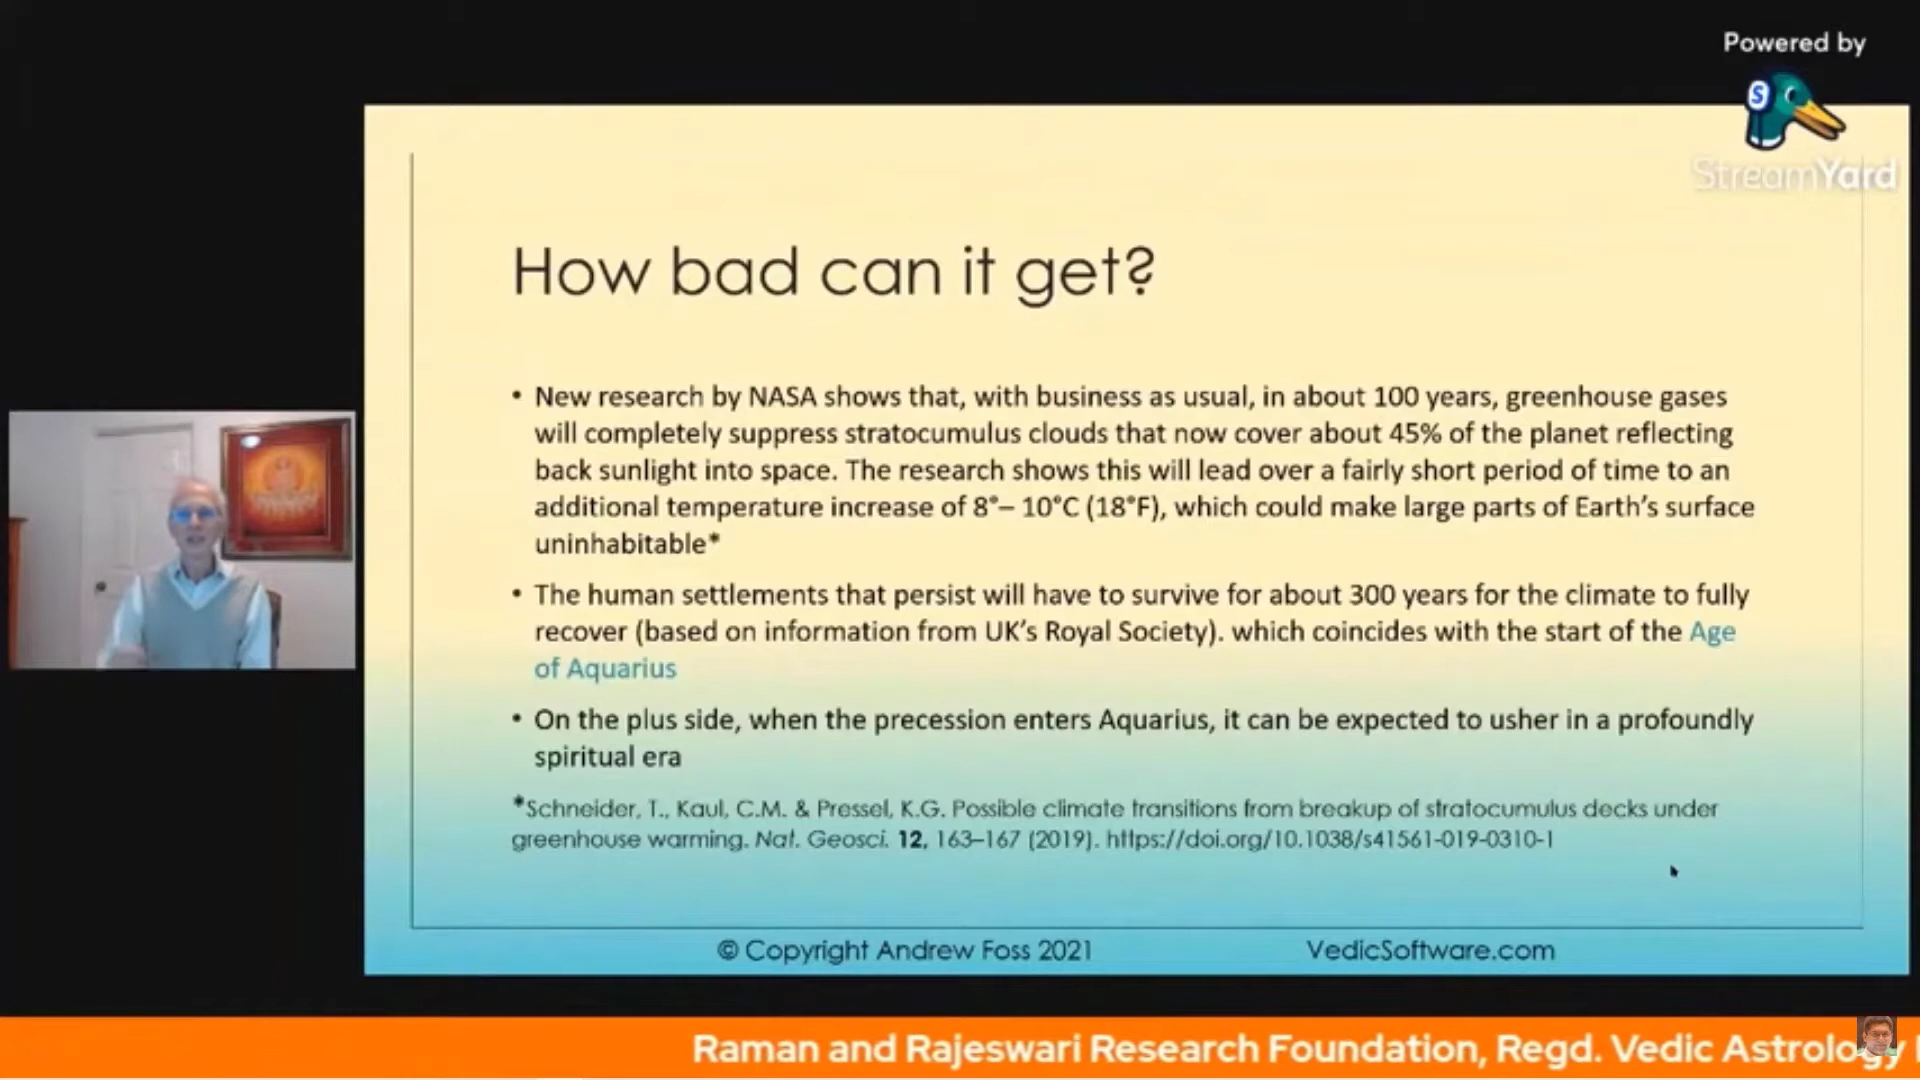 Powered by
S
StreamYard
How bad can it get?
• New research by NASA shows that, with business as usual, in about 100 years, greenhouse gases
will completely suppress stratocumulus clouds that now cover about 45% of the planet reflecting
back sunlight into space. The research shows this will lead over a fairly short period of time to an
additional temperature increase of 8°– 10°C (18°F), which could make large parts of Earth's surface
uninhabitable*
• The human settlements that persist will have to survive for about 300 years for the climate to fully
recover (based on information from UK's Royal Society). which coincides with the start of the Age
of Aquarius
• On the plus side, when the precession enters Aquarius, it can be expected to usher in a profoundly
spiritual era
*Schneider, T., Kaul, C.M. & Pressel, K.G. Possible climate transitions from breakup of stratocumulus decks under
greenhouse warming. Nat. Geosci. 12, 163–167 (2019). https://doi.org/10.1038/s41561-019-0310-1
© Copyright Andrew Foss 2021 VedicSoftware.com
Raman and Rajeswari Research Foundation, Regd. Vedic Astrology